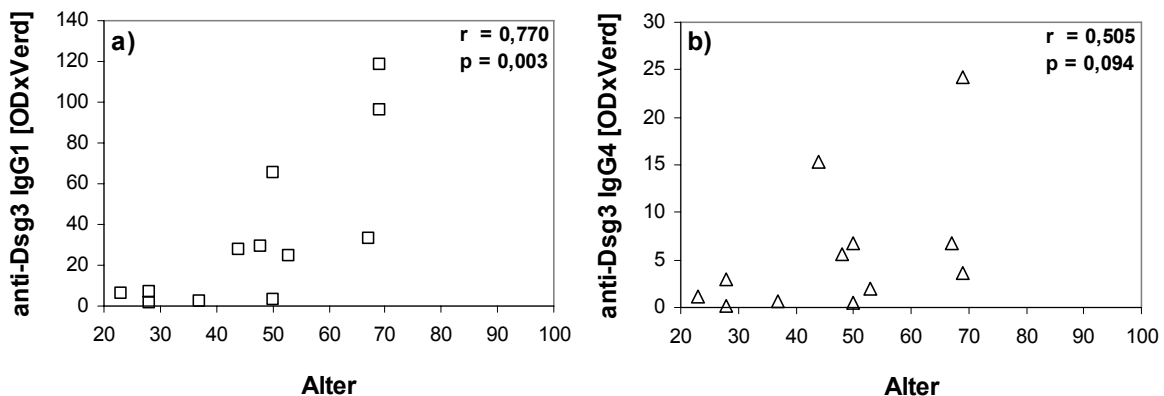 a)
r = 0,770
p = 0,003
anti-Dsg3 IgG1 [ODxVerd]
140
120
100
80
60
40
20
0
20 30 40 50 60 70 80 90 100
Alter
b)
r = 0,505
p = 0,094
anti-Dsg3 IgG4 [ODxVerd]
30
25
20
15
10
5
0
20 30 40 50 60 70 80 90 100
Alter